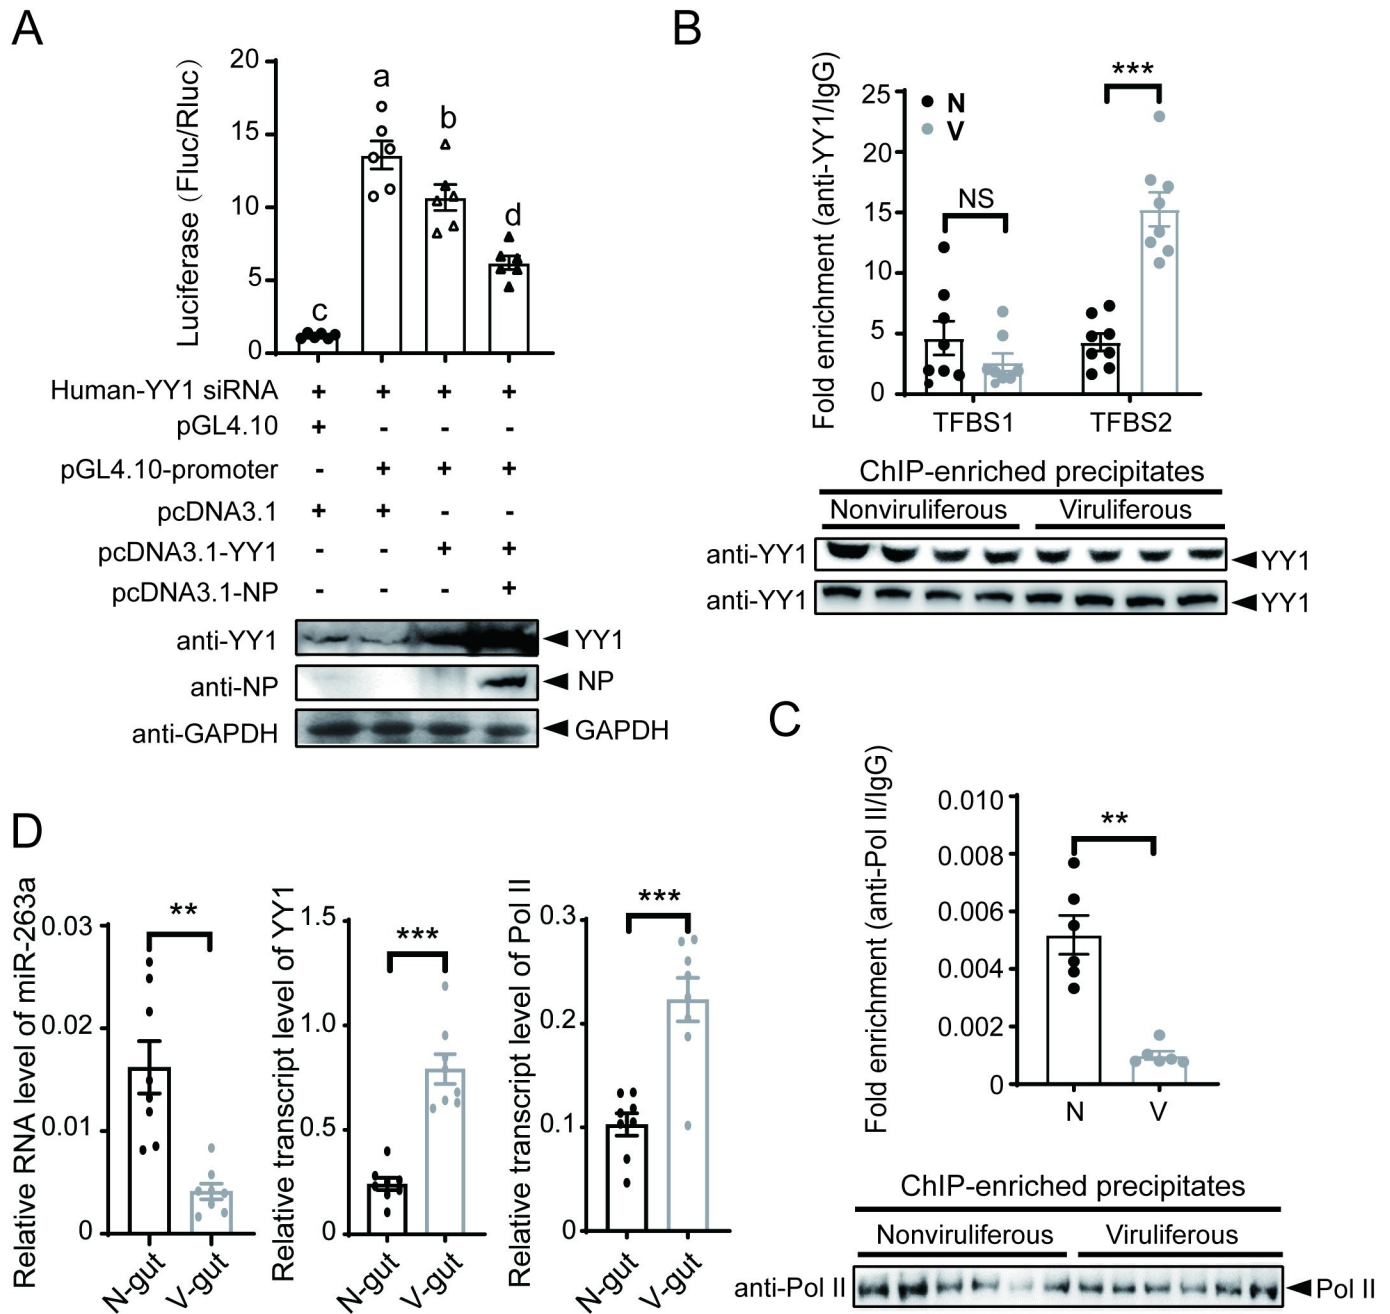 A
Luciferase (Fluc/Rluc)
20
15
10
5
0
c
a
b
d
Human-YY1 siRNA + + + +
pGL4.10 + - - -
pGL4.10-promoter - + + +
pcDNA3.1 + + - -
pcDNA3.1-YY1 - - + +
pcDNA3.1-NP - - - +
anti-YY1 YY1
anti-NP NP
anti-GAPDH GAPDH
B
Fold enrichment (anti-YY1/IgG)
25
20
15
10
5
0
N
V
NS
***
TFBS1 TFBS2
ChIP-enriched precipitates
Nonviruliferous Viruliferous
anti-YY1 YY1
anti-YY1 YY1
C
Fold enrichment (anti-Pol II/IgG)
0.010
0.008
0.006
0.004
0.002
0
**
N V
ChIP-enriched precipitates
Nonviruliferous Viruliferous
anti-Pol II Pol II
D
Relative RNA level of miR-263a
0.03
0.02
0.01
0
**
N-gut V-gut
Relative transcript level of YY1
1.5
1.0
0.5
0
***
N-gut V-gut
Relative transcript level of Pol II
0.3
0.2
0.1
0
***
N-gut V-gut